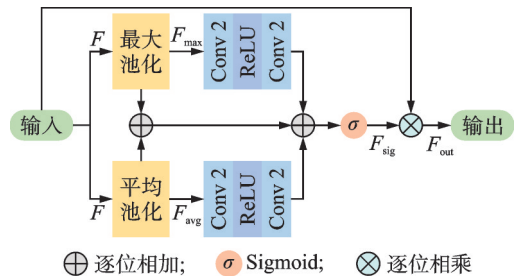 F
最大
池化
F_max
Conv 2
ReLU
Conv 2
输入
σ
F_sig
F_out
输出
F
平均
池化
F_avg
Conv 2
ReLU
Conv 2
逐位相加;
σ Sigmoid;
逐位相乘